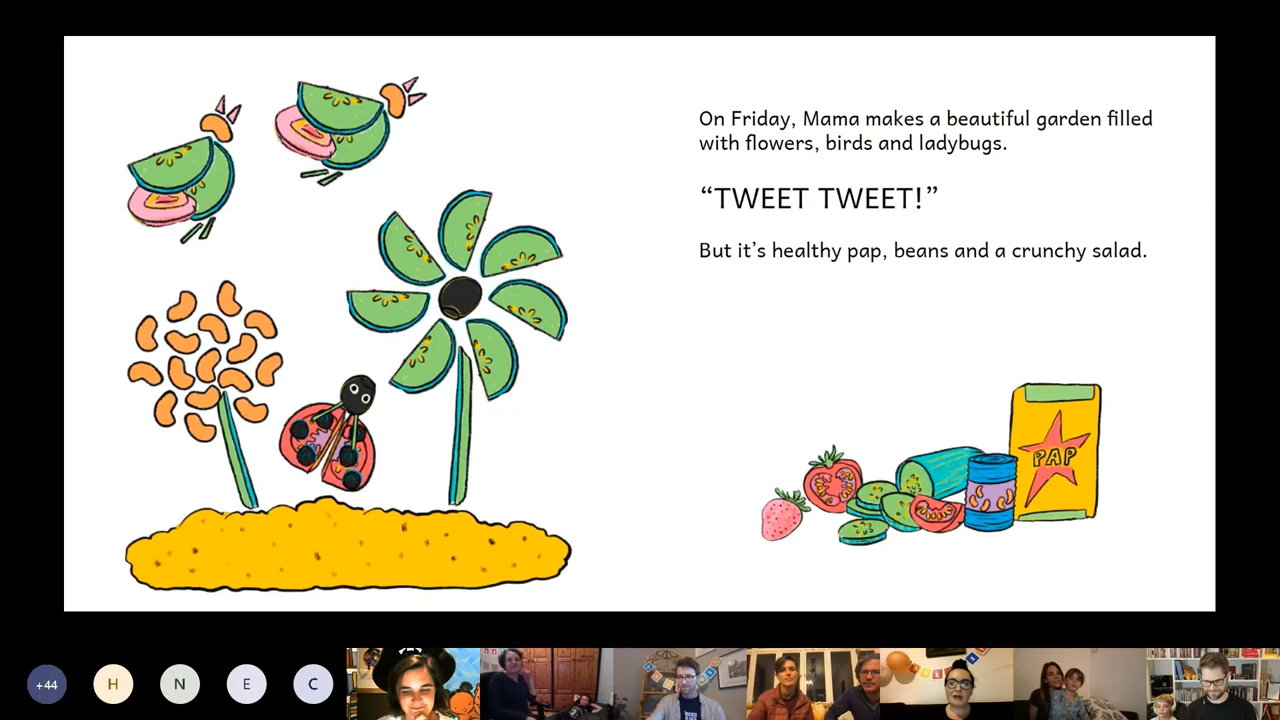 On Friday, Mama makes a beautiful garden filled
with flowers, birds and ladybugs.
“TWEET TWEET!”
But it’s healthy pap, beans and a crunchy salad.
PAP
+44
H
N
E
C